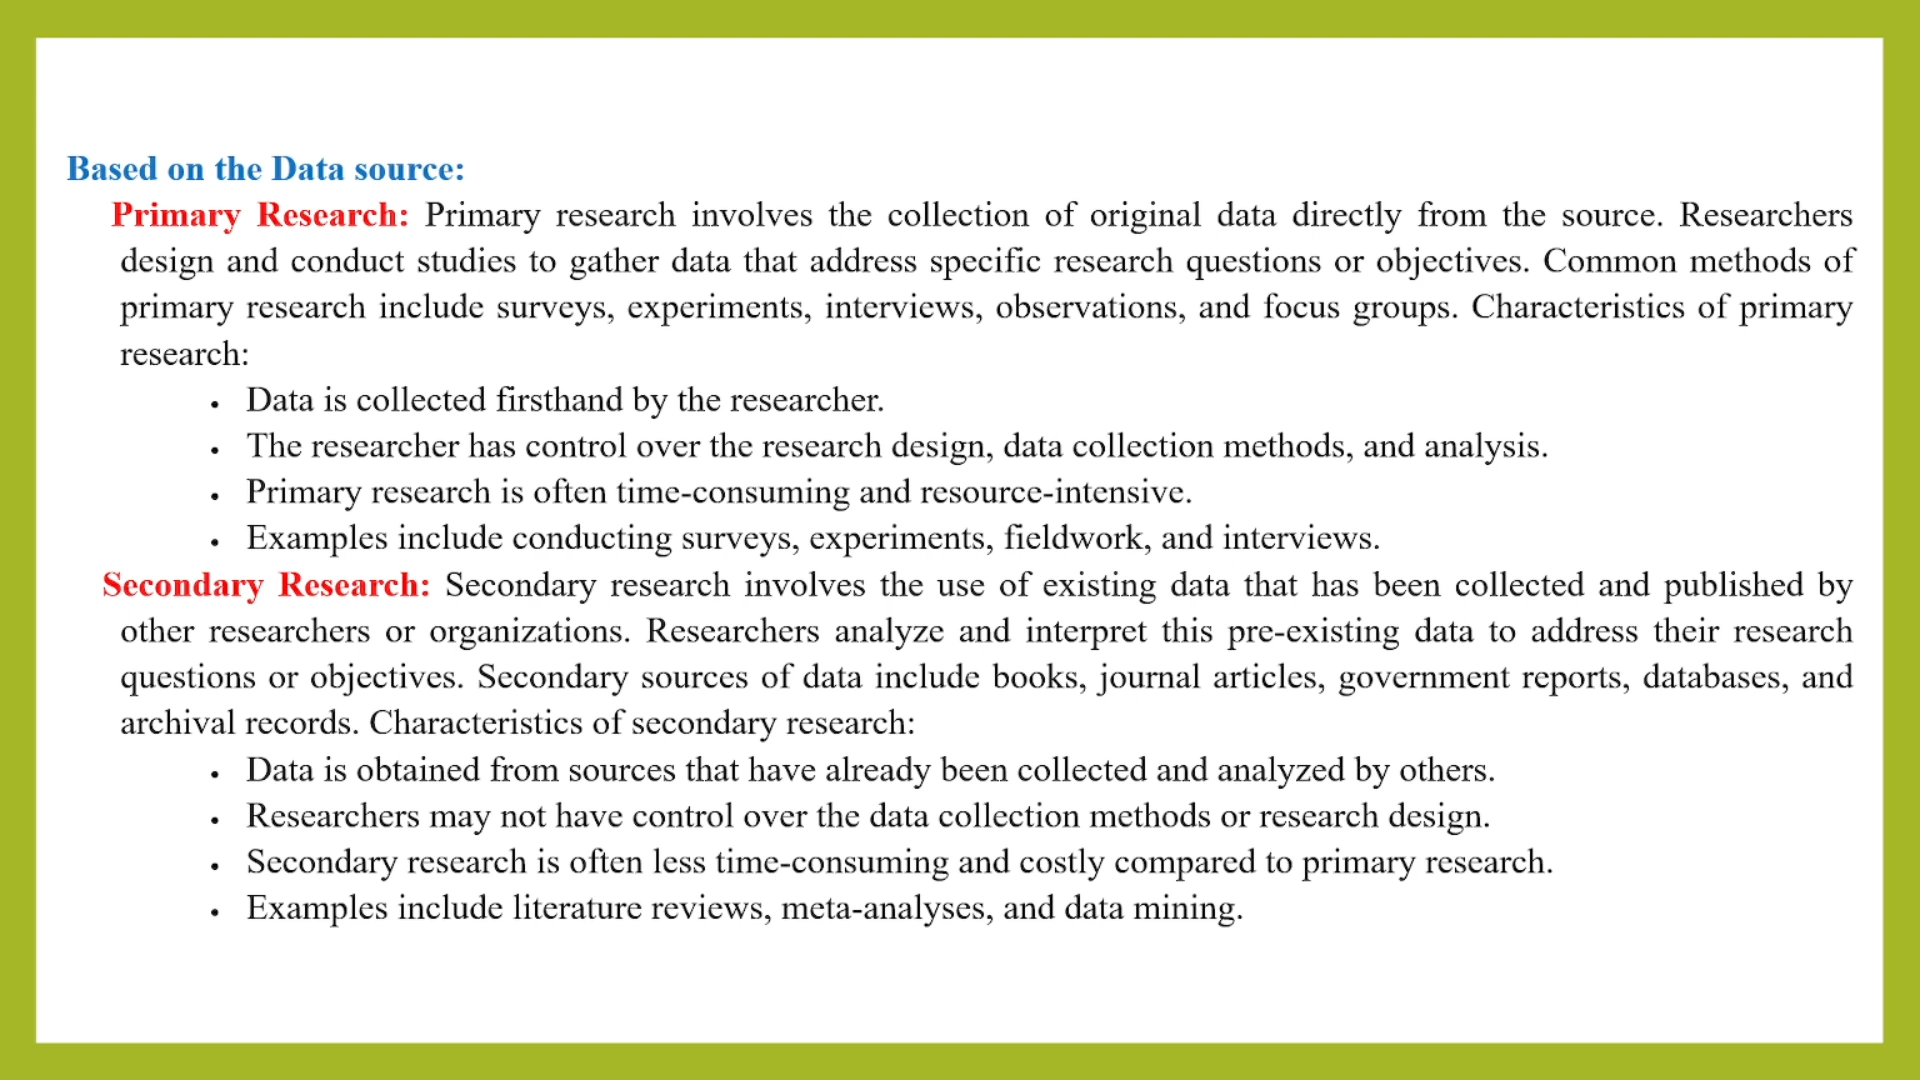 Based on the Data source:
Primary Research: Primary research involves the collection of original data directly from the source. Researchers
design and conduct studies to gather data that address specific research questions or objectives. Common methods of
primary research include surveys, experiments, interviews, observations, and focus groups. Characteristics of primary
research:
• Data is collected firsthand by the researcher.
• The researcher has control over the research design, data collection methods, and analysis.
• Primary research is often time-consuming and resource-intensive.
• Examples include conducting surveys, experiments, fieldwork, and interviews.
Secondary Research: Secondary research involves the use of existing data that has been collected and published by
other researchers or organizations. Researchers analyze and interpret this pre-existing data to address their research
questions or objectives. Secondary sources of data include books, journal articles, government reports, databases, and
archival records. Characteristics of secondary research:
• Data is obtained from sources that have already been collected and analyzed by others.
• Researchers may not have control over the data collection methods or research design.
• Secondary research is often less time-consuming and costly compared to primary research.
• Examples include literature reviews, meta-analyses, and data mining.